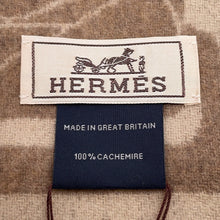 HERMÈS
MADE IN GREAT BRITAIN
100% CACHEMIRE